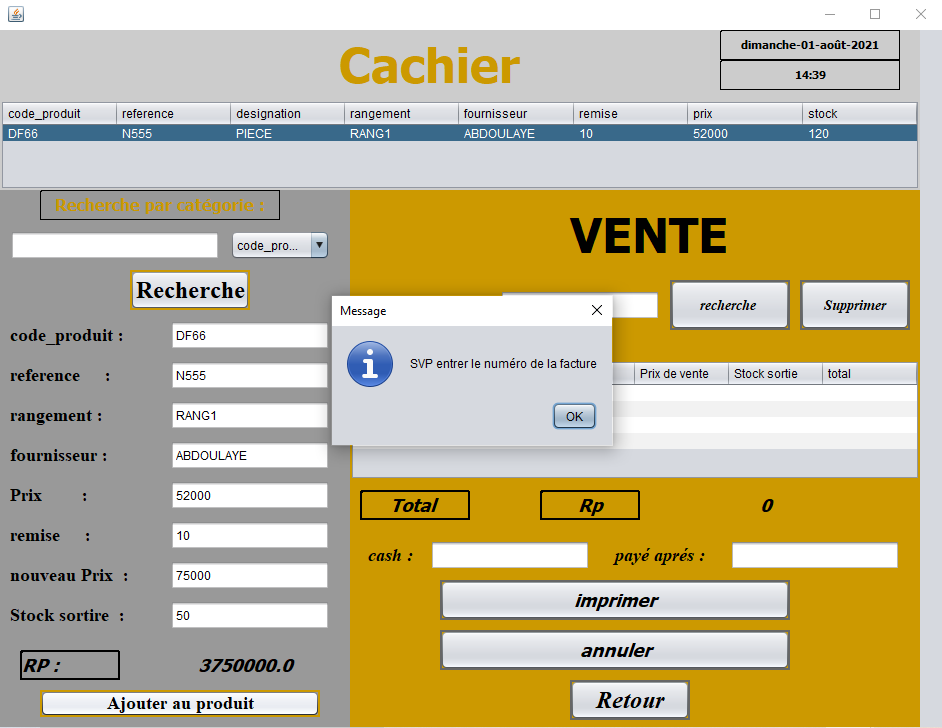 Cachier
dimanche-01-août-2021
14:39
code_produit reference designation rangement fournisseur remise prix stock
DF66 N555 PIECE RANG1 ABDOULAYE 10 52000 120
Recherche par catégorie :
code_pro...
Recherche
code_produit : DF66
reference : N555
rangement : RANG1
fournisseur : ABDOULAYE
Prix : 52000
remise : 10
nouveau Prix : 75000
Stock sortire : 50
RP : 3750000.0
Ajouter au produit
VENTE
recherche Supprimer
Message
SVP entrer le numéro de la facture
OK
Prix de vente Stock sortie total
Total Rp 0
cash : payé aprés :
imprimer
annuler
Retour